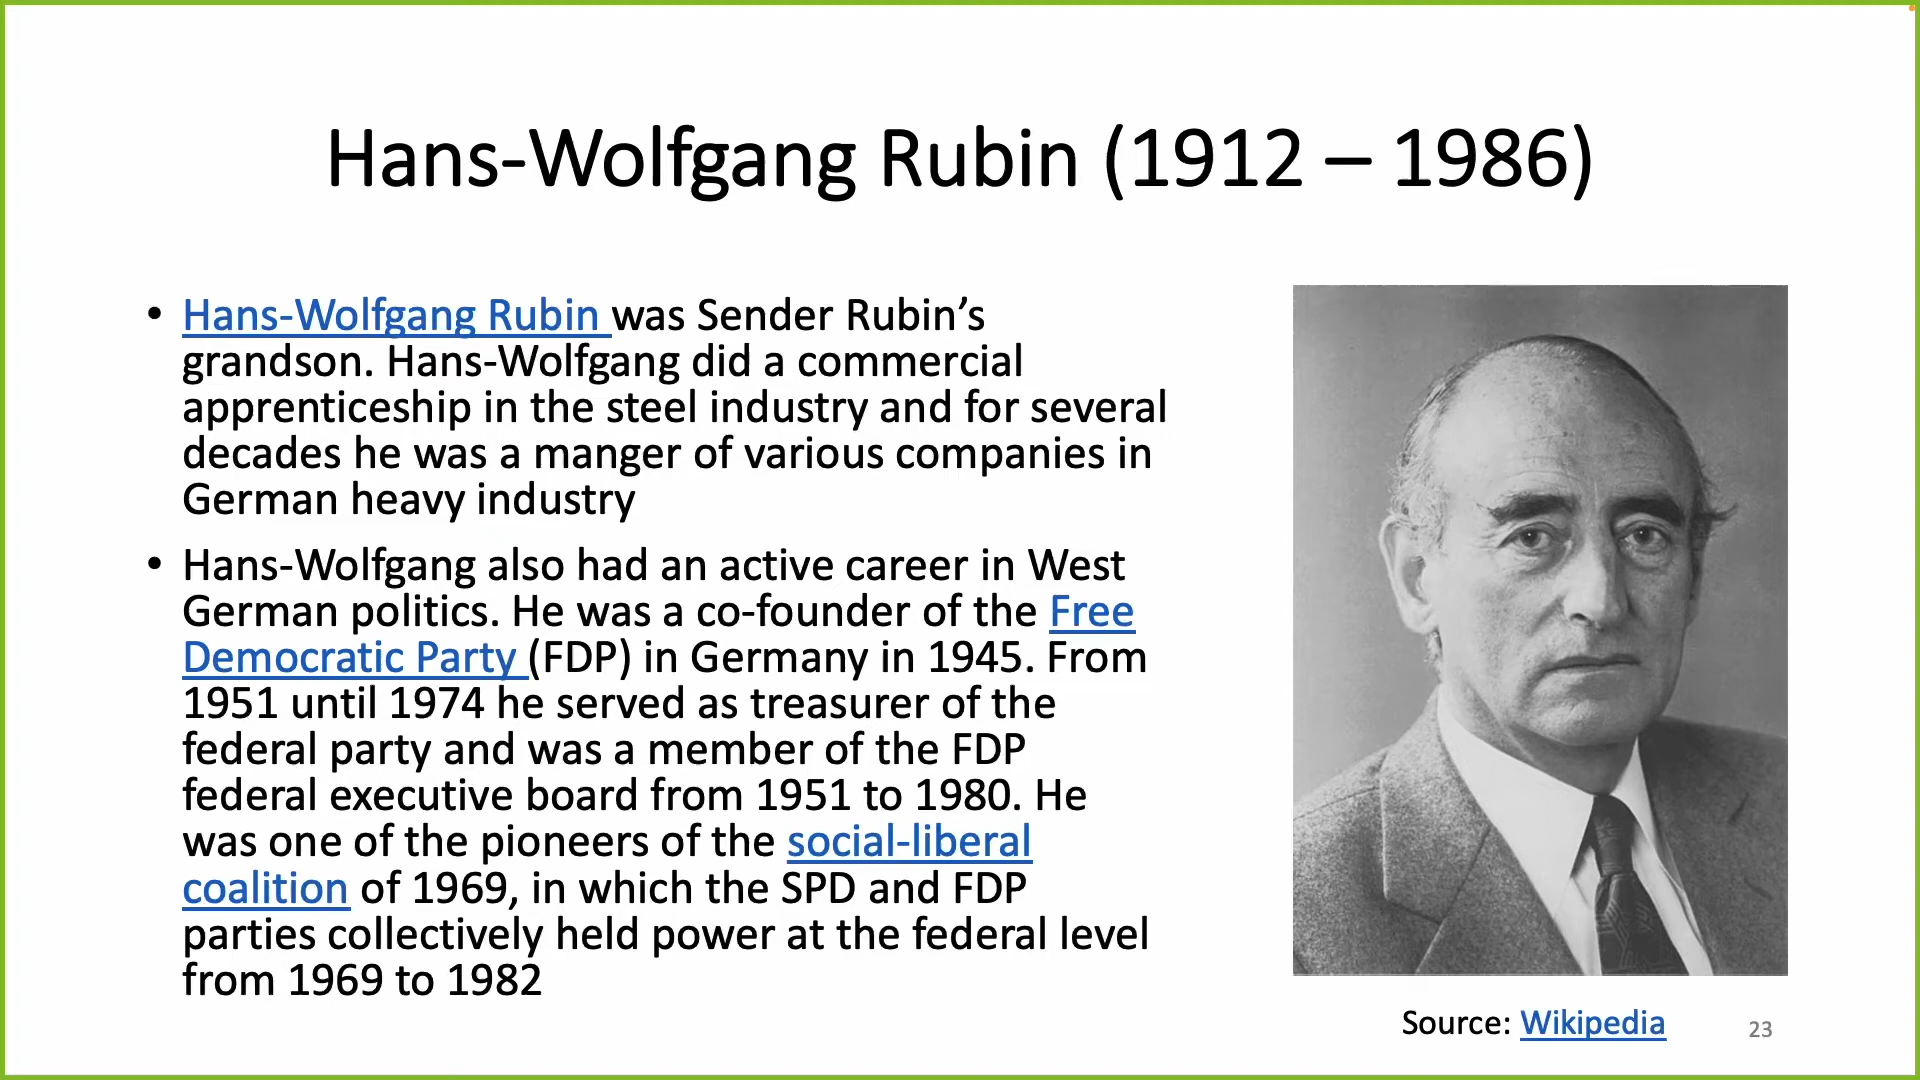 Hans-Wolfgang Rubin (1912 – 1986)
• Hans-Wolfgang Rubin was Sender Rubin’s
grandson. Hans-Wolfgang did a commercial
apprenticeship in the steel industry and for several
decades he was a manger of various companies in
German heavy industry
• Hans-Wolfgang also had an active career in West
German politics. He was a co-founder of the Free
Democratic Party (FDP) in Germany in 1945. From
1951 until 1974 he served as treasurer of the
federal party and was a member of the FDP
federal executive board from 1951 to 1980. He
was one of the pioneers of the social-liberal
coalition of 1969, in which the SPD and FDP
parties collectively held power at the federal level
from 1969 to 1982
Source: Wikipedia
23